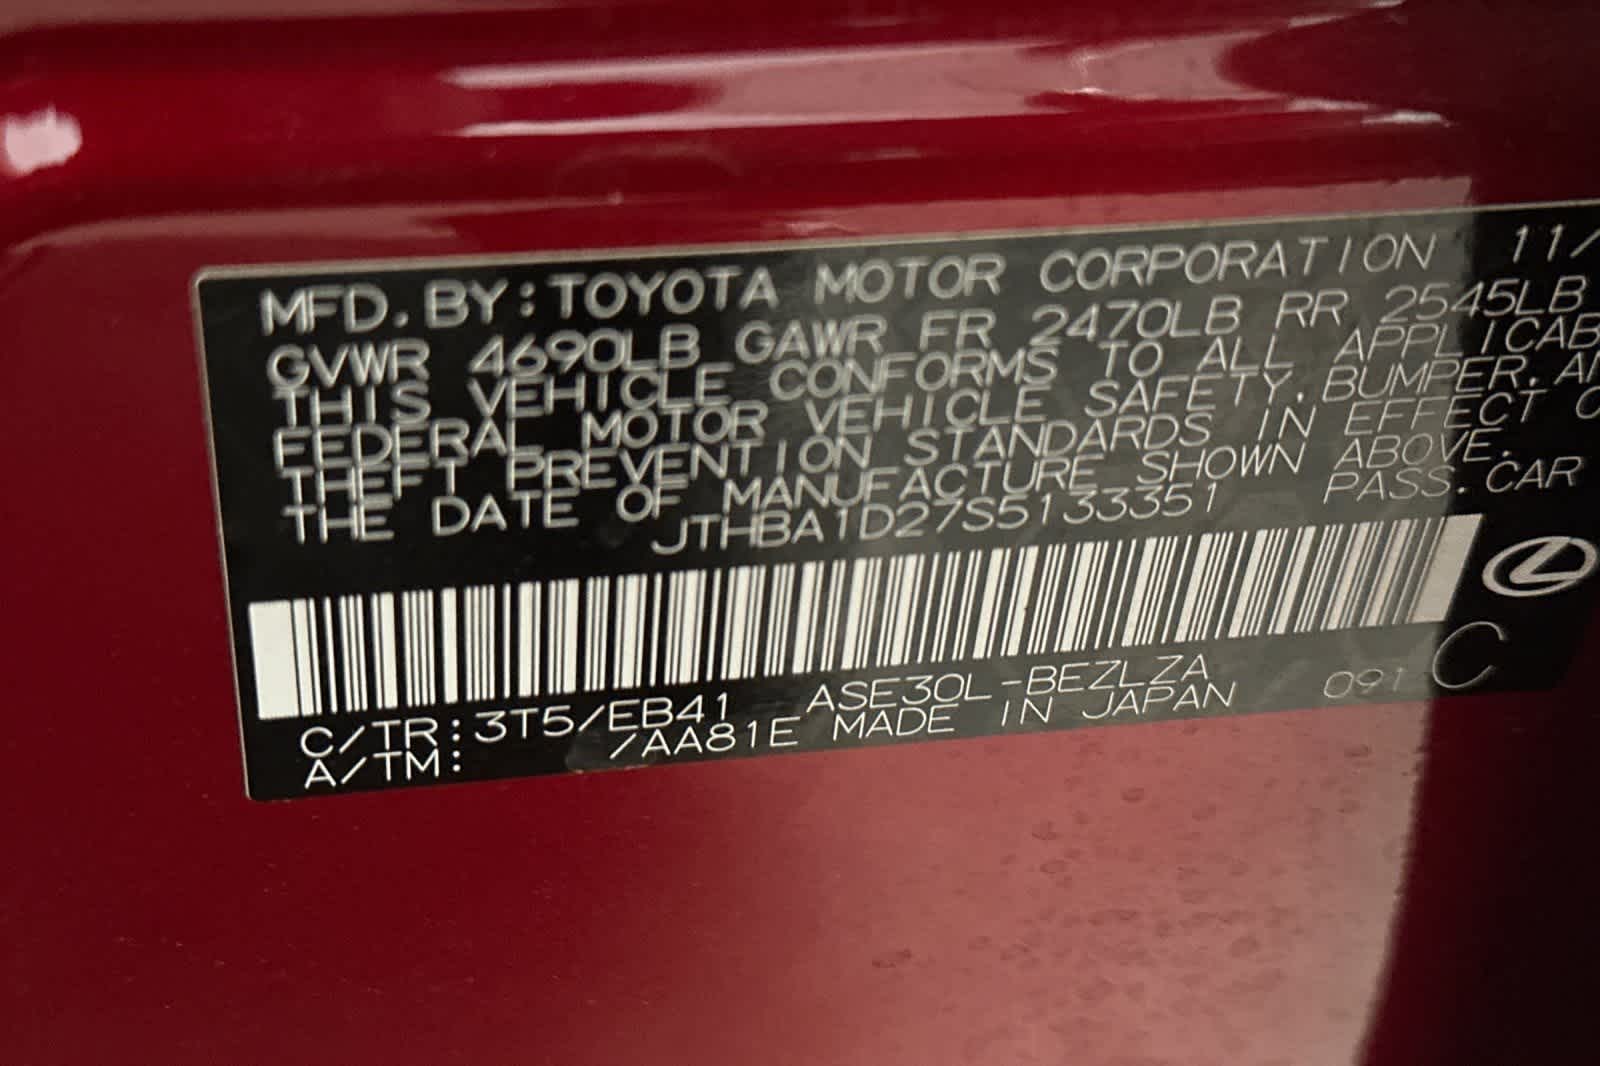 MFD. BY: TOYOTA MOTOR CORPORATION 11/
GVWR 4690LB GAWR FR 2470LB RR 2545LB
THIS VEHICLE CONFORMS TO ALL APPLICAB
FEDERAL MOTOR VEHICLE SAFETY, BUMPER, AN
THEFT PREVENTION STANDARDS IN EFFECT O
THE DATE OF MANUFACTURE SHOWN ABOVE.
JTHBA1D27S5133351 PASS. CAR
C/TR: 3T5/EB41 ASE30L-BEZLZA 091 C
A/TM: /AA81E MADE IN JAPAN